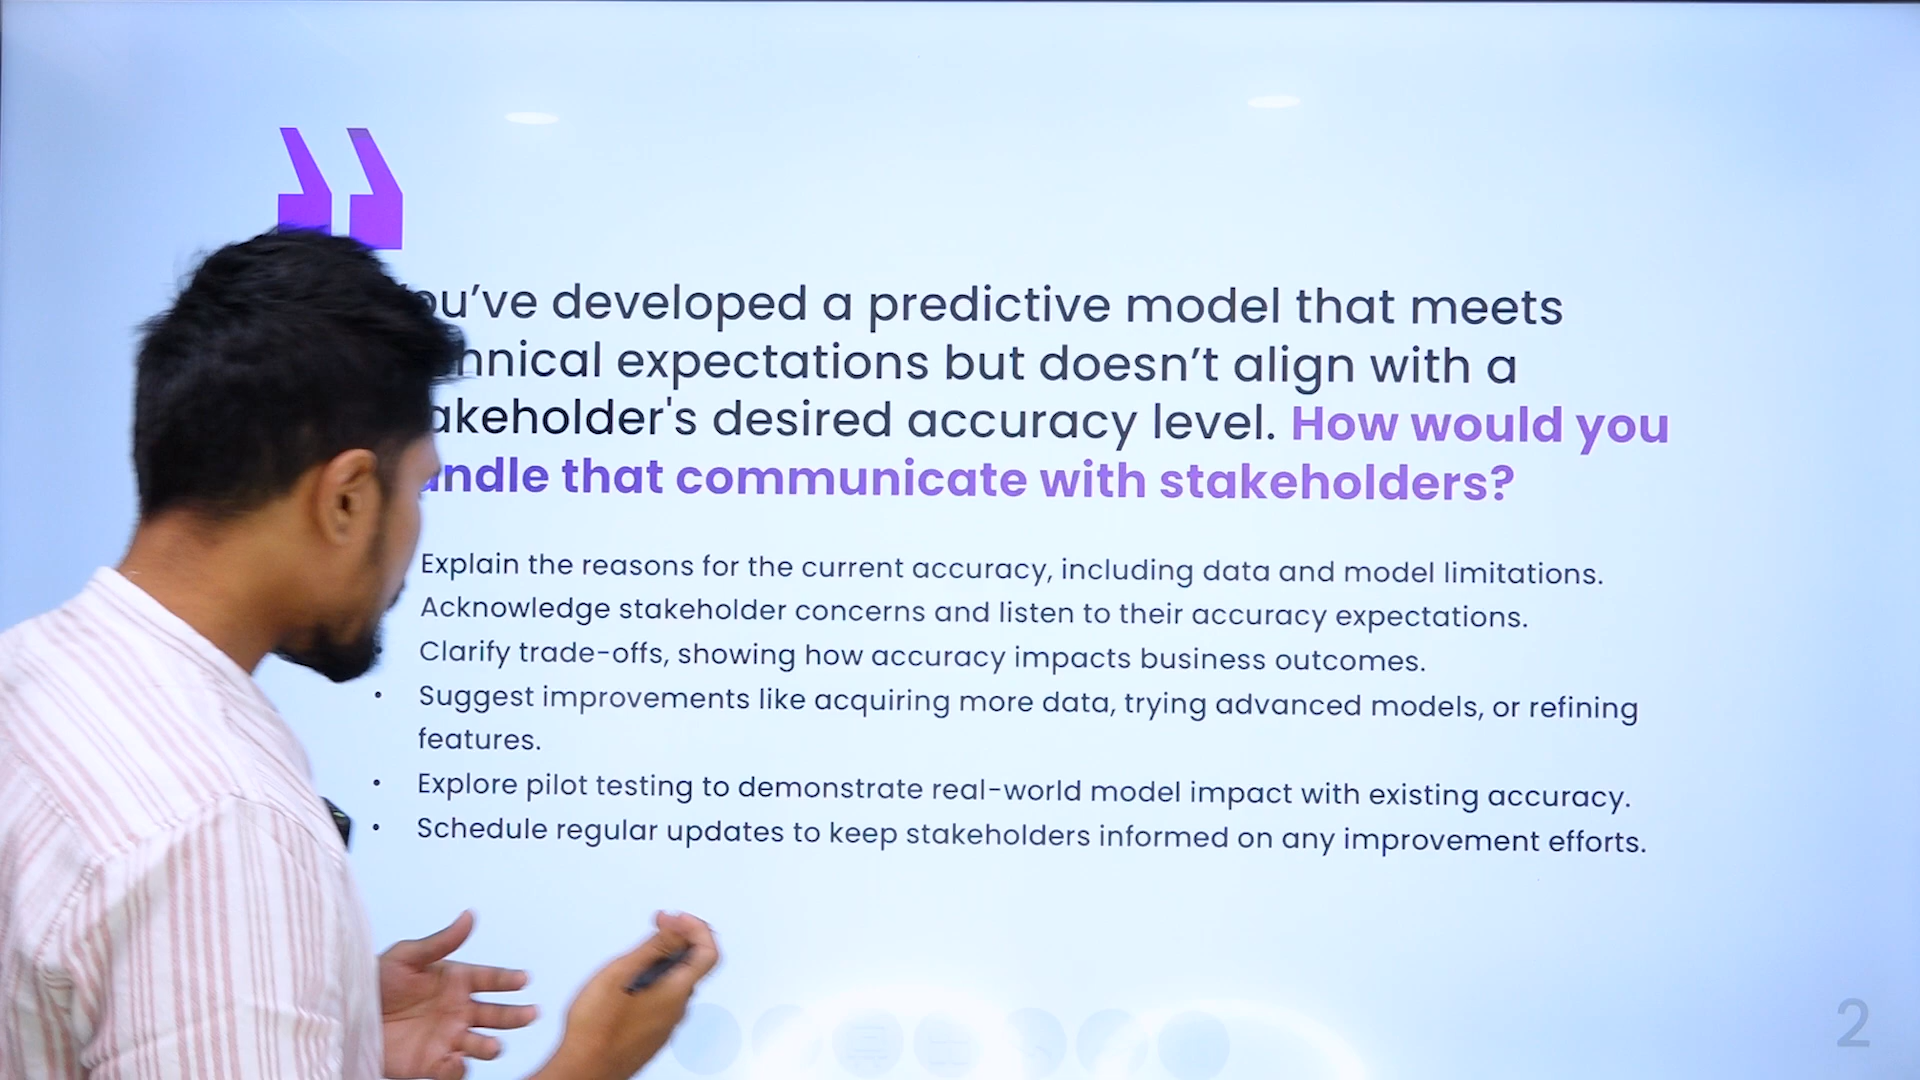 ou’ve developed a predictive model that meets
hnical expectations but doesn’t align with a
akeholder's desired accuracy level. How would you
ndle that communicate with stakeholders?
Explain the reasons for the current accuracy, including data and model limitations.
Acknowledge stakeholder concerns and listen to their accuracy expectations.
Clarify trade-offs, showing how accuracy impacts business outcomes.
• Suggest improvements like acquiring more data, trying advanced models, or refining
features.
• Explore pilot testing to demonstrate real-world model impact with existing accuracy.
• Schedule regular updates to keep stakeholders informed on any improvement efforts.
2